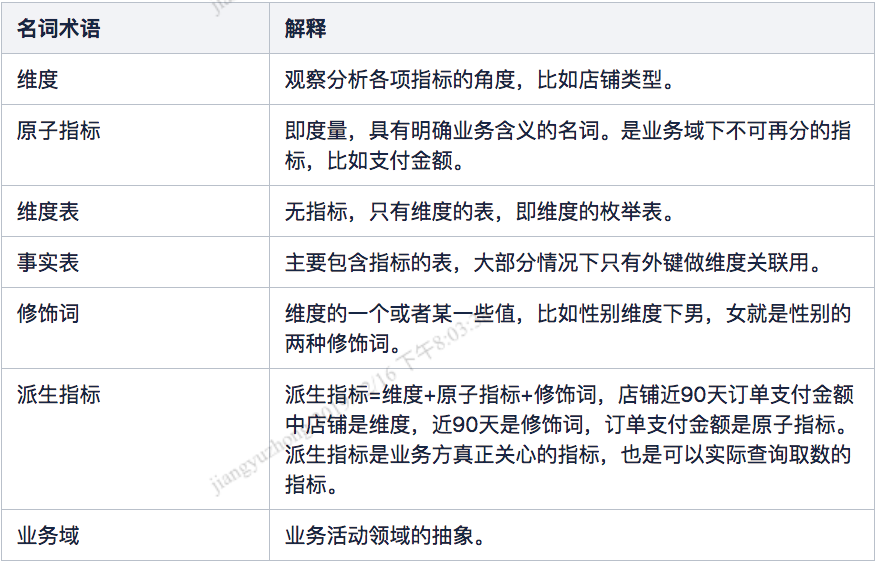 名词术语
解释
维度
观察分析各项指标的角度，比如店铺类型。
原子指标
即度量，具有明确业务含义的名词。是业务域下不可再分的指
标，比如支付金额。
维度表
无指标，只有维度的表，即维度的枚举表。
事实表
主要包含指标的表，大部分情况下只有外键做维度关联用。
修饰词
维度的一个或者某一些值，比如性别维度下男，女就是性别的
两种修饰词。
派生指标
派生指标=维度+原子指标+修饰词，店铺近90天订单支付金额
中店铺是维度，近90天是修饰词，订单支付金额是原子指标。
派生指标是业务方真正关心的指标，也是可以实际查询取数的
指标。
业务域
业务活动领域的抽象。